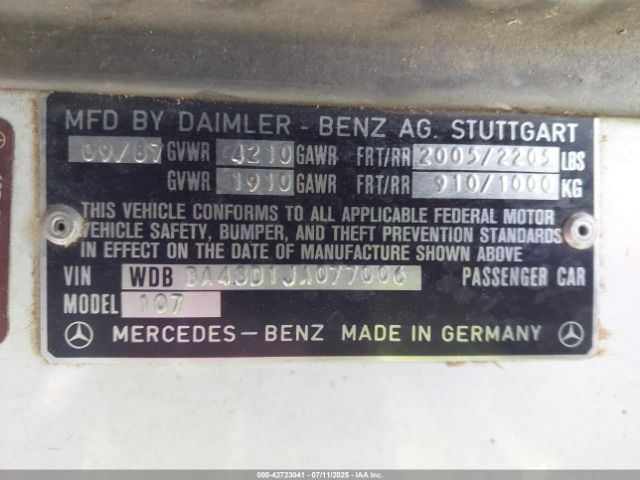 MFD BY DAIMLER - BENZ AG. STUTTGART
09/87 GVWR 4210 GAWR FRT/RR 2005/2205 LBS
GVWR 1910 GAWR FRT/RR 910/1000 KG
THIS VEHICLE CONFORMS TO ALL APPLICABLE FEDERAL MOTOR
VEHICLE SAFETY, BUMPER, AND THEFT PREVENTION STANDARDS
IN EFFECT ON THE DATE OF MANUFACTURE SHOWN ABOVE
VIN WDB BA48D1JA077006 PASSENGER CAR
MODEL 107
MERCEDES-BENZ MADE IN GERMANY
000-42723041 - 07/11/2025 - IAAI.COM